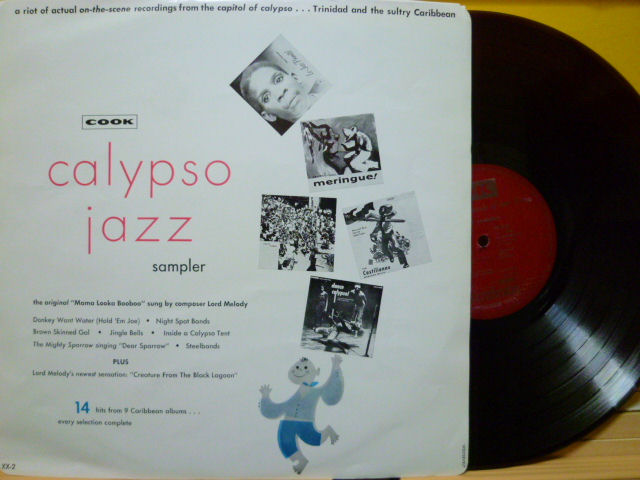 a riot of actual on-the-scene recordings from the capitol of calypso . . . Trinidad and the sultry Caribbean
COOK
calypso
jazz
sampler
meringue!
Castilianne
dance
calypso!
the original "Mama Looka Booboo" sung by composer Lord Melody
Donkey Want Water (Hold 'Em Joe) • Night Spot Bands
Brown Skinned Gal • Jingle Bells • Inside a Calypso Tent
The Mighty Sparrow singing "Dear Sparrow" • Steelbands
PLUS
Lord Melody's newest sensation: "Creature From The Black Lagoon"
14 hits from 9 Caribbean albums . . .
every selection complete
XX-2